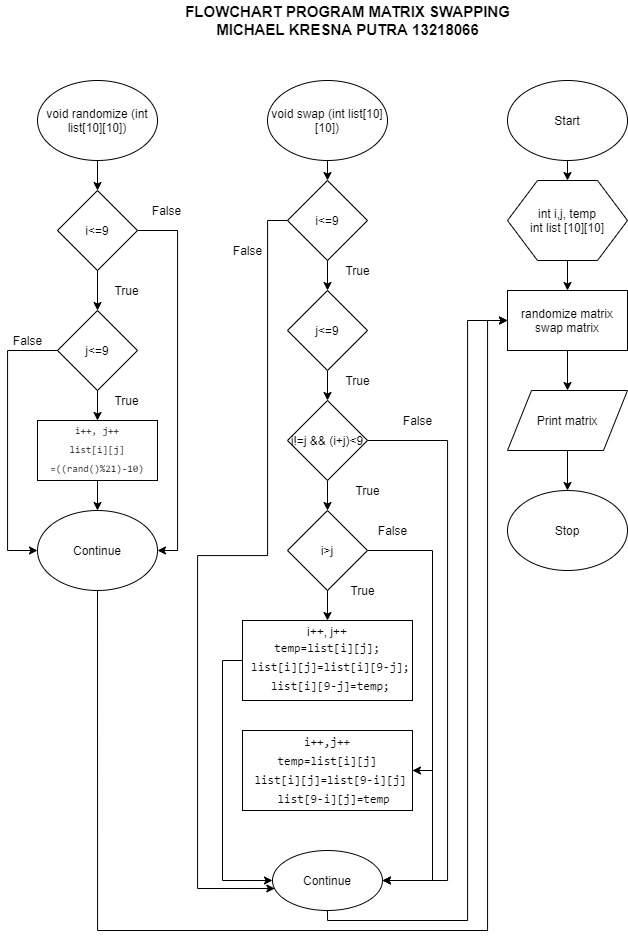 FLOWCHART PROGRAM MATRIX SWAPPING
MICHAEL KRESNA PUTRA 13218066
void randomize (int
list[10][10])
i<=9
False
True
j<=9
False
True
i++, j++
list[i][j]
=((rand()%21)-10)
Continue
void swap (int list[10]
[10])
i<=9
False
True
j<=9
True
i!=j && (i+j)<9
False
True
i>j
False
True
i++, j++
temp=list[i][j];
list[i][j]=list[i][9-j];
list[i][9-j]=temp;
i++,j++
temp=list[i][j]
list[i][j]=list[9-i][j]
list[9-i][j]=temp
Continue
Start
int i,j, temp
int list [10][10]
randomize matrix
swap matrix
Print matrix
Stop